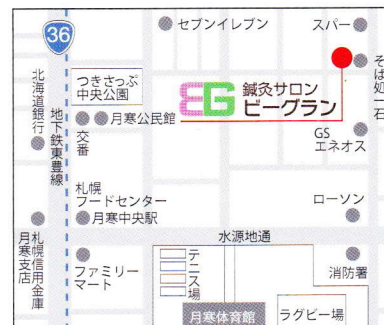 36
セブンイレブン
スパー
北海道銀行
地下鉄東豊線
つきさっぷ
中央公園
EG
鍼灸サロン
ビーグラン
そば処一石
月寒公民館
交番
GS
エネオス
札幌
フードセンター
月寒中央駅
ローソン
水源地通
札幌信用金庫
月寒支店
ファミリー
マート
テニス場
消防署
月寒体育館
ラグビー場